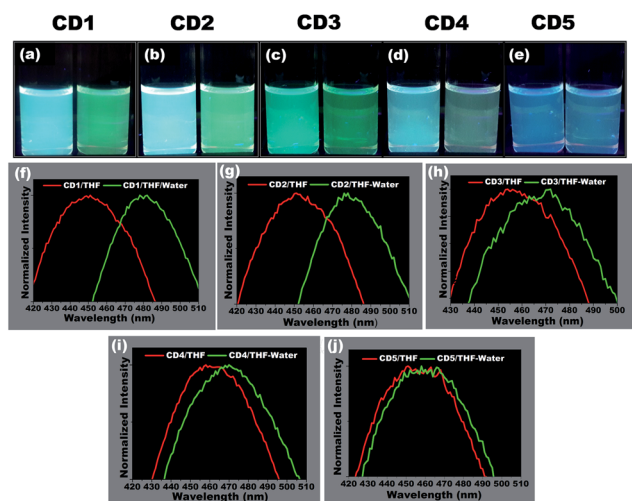 CD1 CD2 CD3 CD4 CD5
(a) (b) (c) (d) (e)
(f)
CD1/THF CD1/THF/Water
Normalized Intensity
420 430 440 450 460 470 480 490 500 510
Wavelength (nm)
(g)
CD2/THF CD2/THF-Water
Normalized Intensity
420 430 440 450 460 470 480 490 500 510
Wavelength (nm)
(h)
CD3/THF CD3/THF-Water
Normalized Intensity
430 440 450 460 470 480 490 500
Wavelength (nm)
(i)
CD4/THF CD4/THF-Water
Normalized Intensity
420 430 440 450 460 470 480 490 500 510
Wavelength (nm)
(j)
CD5/THF CD5/THF-Water
Normalized Intensity
420 430 440 450 460 470 480 490 500 510
Wavelength (nm)